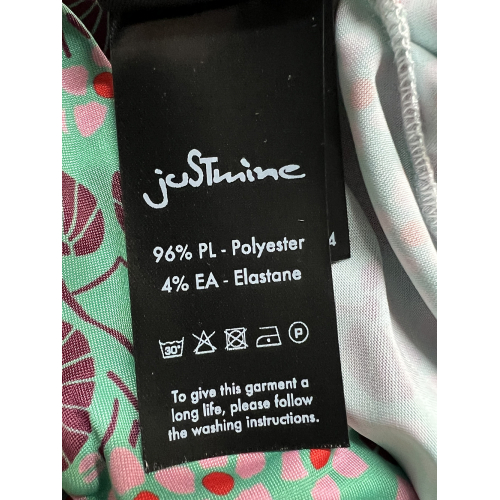 juSTmine
96% PL - Polyester
4
4% EA - Elastane
30°
P
To give this garment a
long life, please follow
the washing instructions.